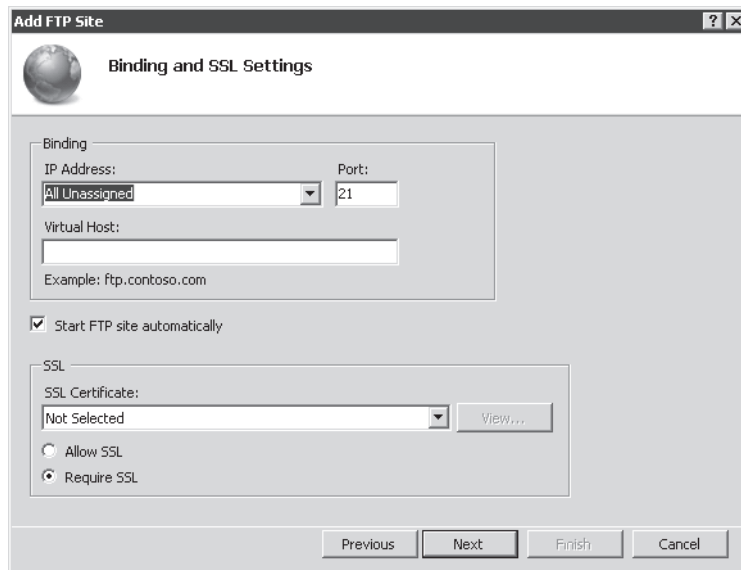 Add FTP Site
Binding and SSL Settings
Binding
IP Address: Port:
All Unassigned 21
Virtual Host:
Example: ftp.contoso.com
Start FTP site automatically
SSL
SSL Certificate:
Not Selected View...
Allow SSL
Require SSL
Previous Next Finish Cancel